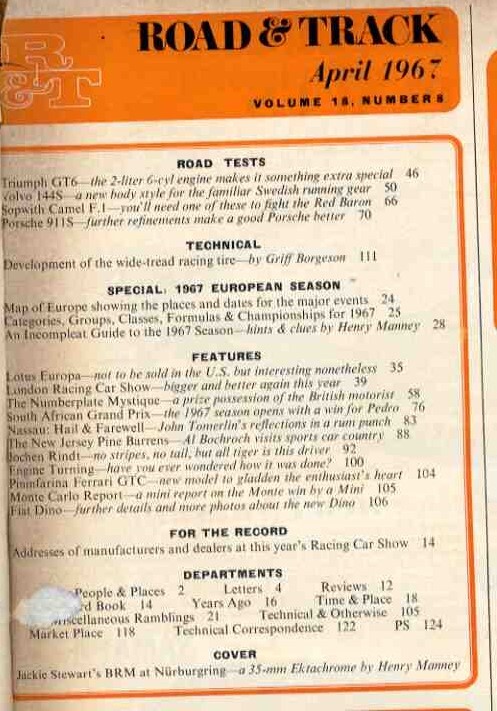 R
&T
ROAD & TRACK
April 1967
VOLUME 18, NUMBER 8
ROAD TESTS
Triumph GT6—the 2-liter 6-cyl engine makes it something extra special 46
Volvo 144S—a new body style for the familiar Swedish running gear 50
Sopwith Camel F.1—you'll need one of these to fight the Red Baron 66
Porsche 911S—further refinements make a good Porsche better 70
TECHNICAL
Development of the wide-tread racing tire—by Griff Borgeson 111
SPECIAL: 1967 EUROPEAN SEASON
Map of Europe showing the places and dates for the major events 24
Categories, Groups, Classes, Formulas & Championships for 1967 25
An Incompleat Guide to the 1967 Season—hints & clues by Henry Manney 28
FEATURES
Lotus Europa—not to be sold in the U.S. but interesting nonetheless 35
London Racing Car Show—bigger and better again this year 39
The Numberplate Mystique—a prize possession of the British motorist 58
South African Grand Prix—the 1967 season opens with a win for Pedro 76
Nassau: Hail & Farewell—John Tomerlin's reflections in a rum punch 83
The New Jersey Pine Barrens—Al Bochroch visits sports car country 88
Jochen Rindt—no stripes, no tail, but all tiger is this driver 92
Engine Turning—have you ever wondered how it was done? 100
Pininfarina Ferrari GTC—new model to gladden the enthusiast's heart 104
Monte Carlo Report—a mini report on the Monte win by a Mini 105
Fiat Dino—further details and more photos about the new Dino 106
FOR THE RECORD
Addresses of manufacturers and dealers at this year's Racing Car Show 14
DEPARTMENTS
People & Places 2 Letters 4 Reviews 12
rd Book 14 Years Ago 16 Time & Place 18
iscellaneous Ramblings 21 Technical & Otherwise 105
Market Place 118 Technical Correspondence 122 PS 124
COVER
Jackie Stewart's BRM at Nürburgring—a 35-mm Ektachrome by Henry Manney